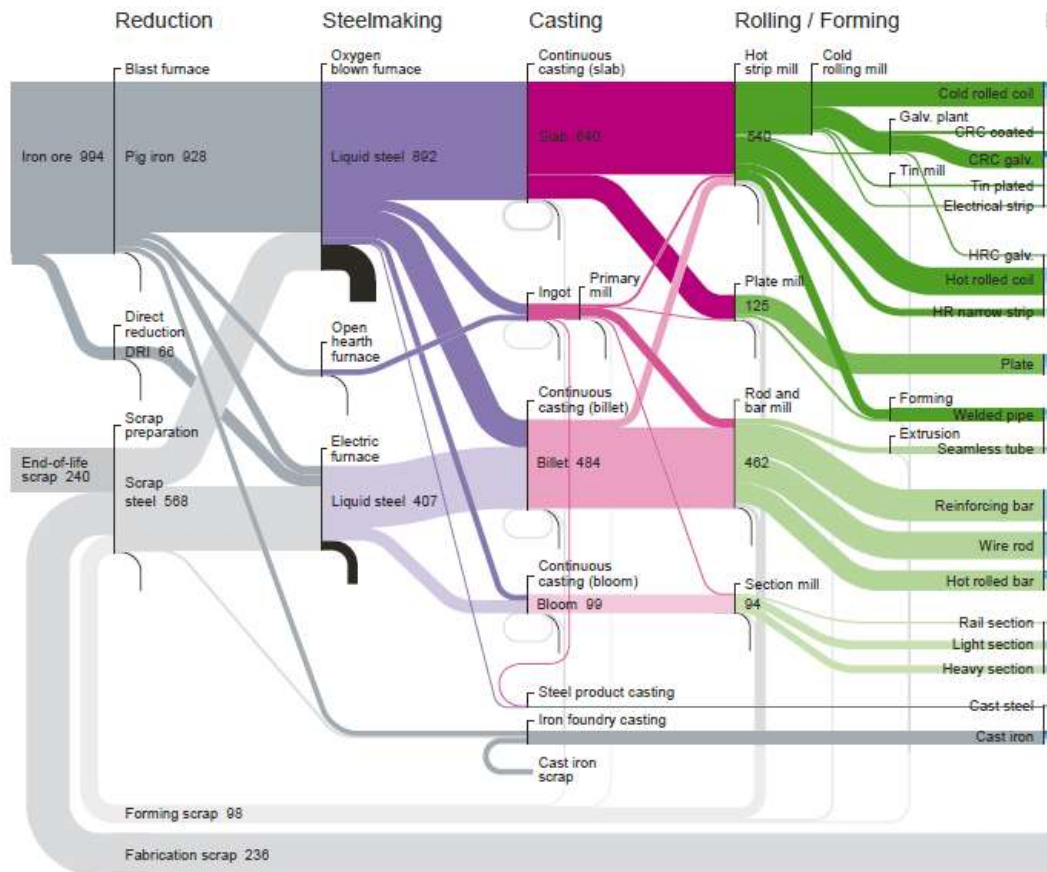 Reduction
Steelmaking
Casting
Rolling / Forming
Blast furnace
Oxygen
blown furnace
Continuous
casting (slab)
Hot
strip mill
Cold
rolling mill
Cold rolled coil
Galv. plant
CRC coated
Iron ore 994
Pig iron 928
Liquid steel 892
Slab 640
540
CRC galv.
Tin mill
Tin plated
Electrical strip
HRC galv.
Ingot
Primary
mill
Plate mill
Hot rolled coil
125
HR narrow strip
Direct
reduction
DRI 66
Open
hearth
furnace
Plate
Continuous
casting (billet)
Rod and
bar mill
Forming
Welded pipe
Scrap
preparation
Electric
furnace
Extrusion
Seamless tube
End-of-life
scrap 240
Scrap
steel 568
Liquid steel 407
Billet 484
462
Reinforcing bar
Wire rod
Continuous
casting (bloom)
Section mill
Hot rolled bar
Bloom 99
94
Rail section
Light section
Heavy section
Steel product casting
Cast steel
Iron foundry casting
Cast iron
Cast iron
scrap
Forming scrap 98
Fabrication scrap 236